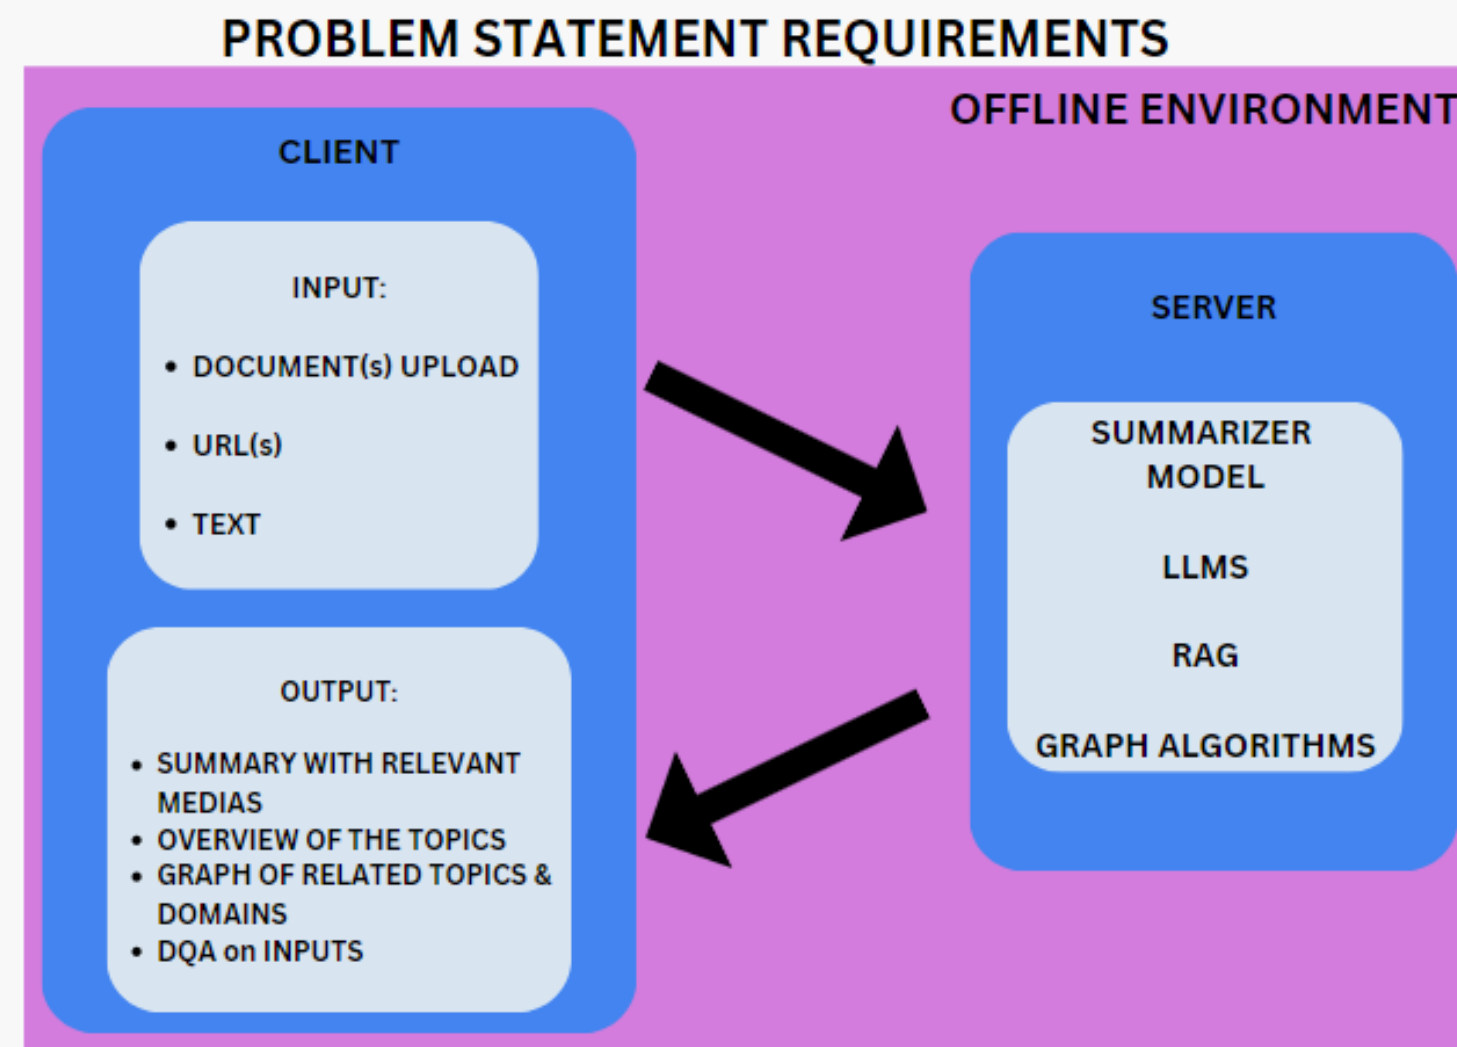 PROBLEM STATEMENT REQUIREMENTS
OFFLINE ENVIRONMENT
CLIENT
INPUT:
• DOCUMENT(s) UPLOAD
• URL(s)
• TEXT
OUTPUT:
• SUMMARY WITH RELEVANT
MEDIAS
• OVERVIEW OF THE TOPICS
• GRAPH OF RELATED TOPICS &
DOMAINS
• DQA on INPUTS
SERVER
SUMMARIZER
MODEL
LLMS
RAG
GRAPH ALGORITHMS